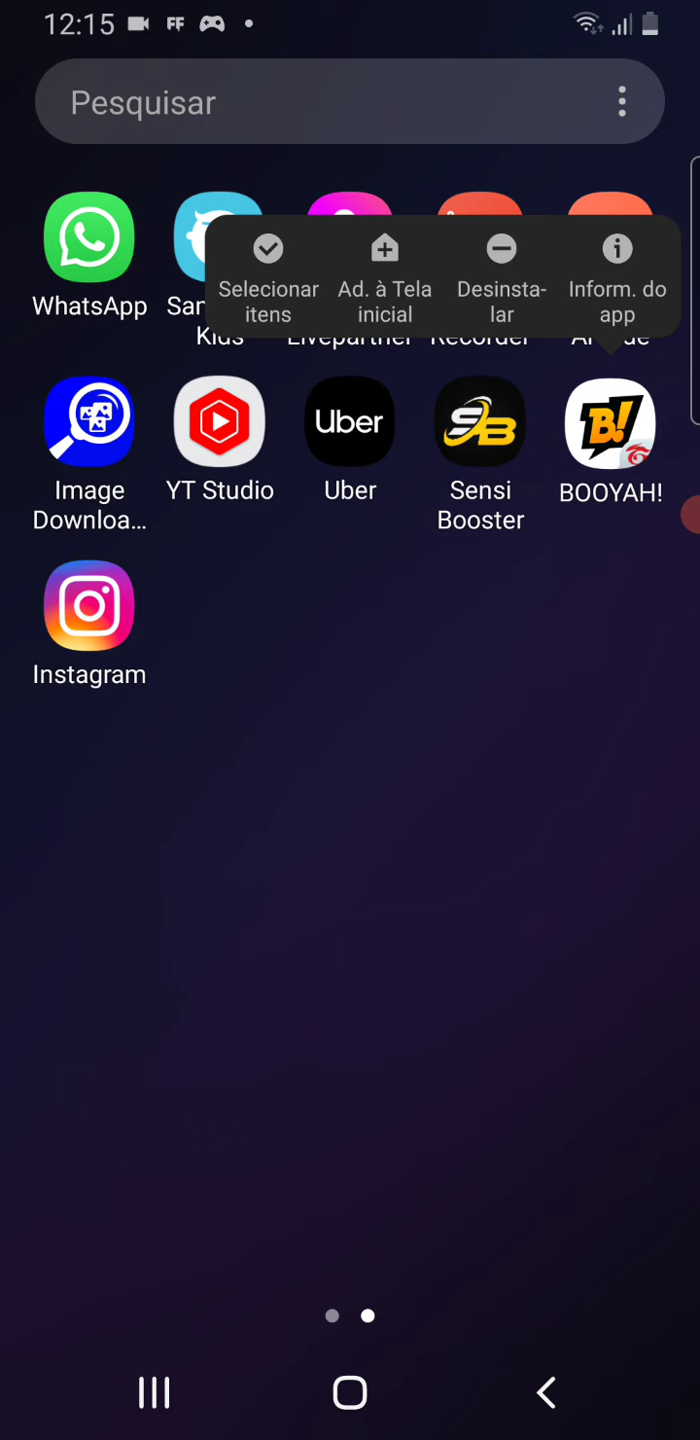 12:15 FF
Pesquisar
Selecionar
itens
Ad. à Tela
inicial
Desinsta-
lar
Inform. do
app
WhatsApp
Kids
Uber
SB
B!
Image
Downloa...
YT Studio
Uber
Sensi
Booster
BOOYAH!
Instagram